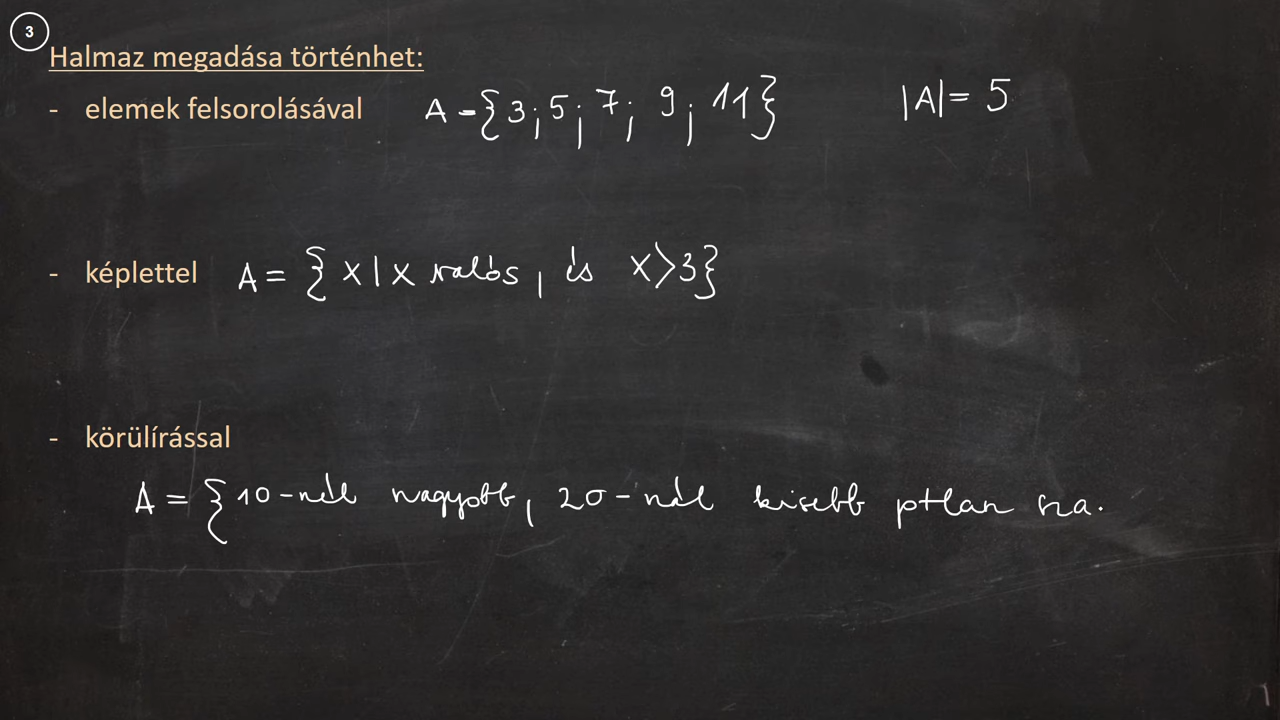 3
Halmaz megadása történhet:
- elemek felsorolásával A = {3; 5; 7; 9; 11} |A| = 5
- képlettel A = {x | x valós, és x > 3}
- körülírással
A = {10-nél nagyobb, 20-nál kisebb ptlan sza.